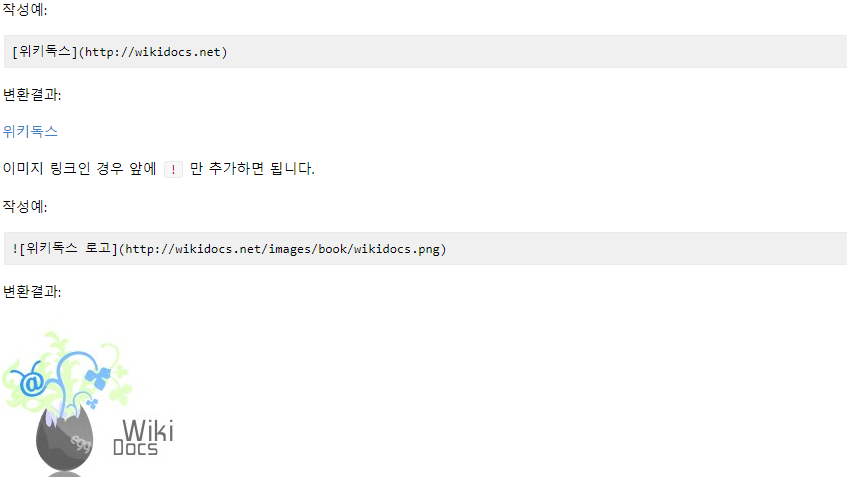 작성예:
[위키독스](http://wikidocs.net)
변환결과:
위키독스
이미지 링크인 경우 앞에 ! 만 추가하면 됩니다.
작성예:
![위키독스 로고](http://wikidocs.net/images/book/wikidocs.png)
변환결과:
@
egg
Wiki
Docs